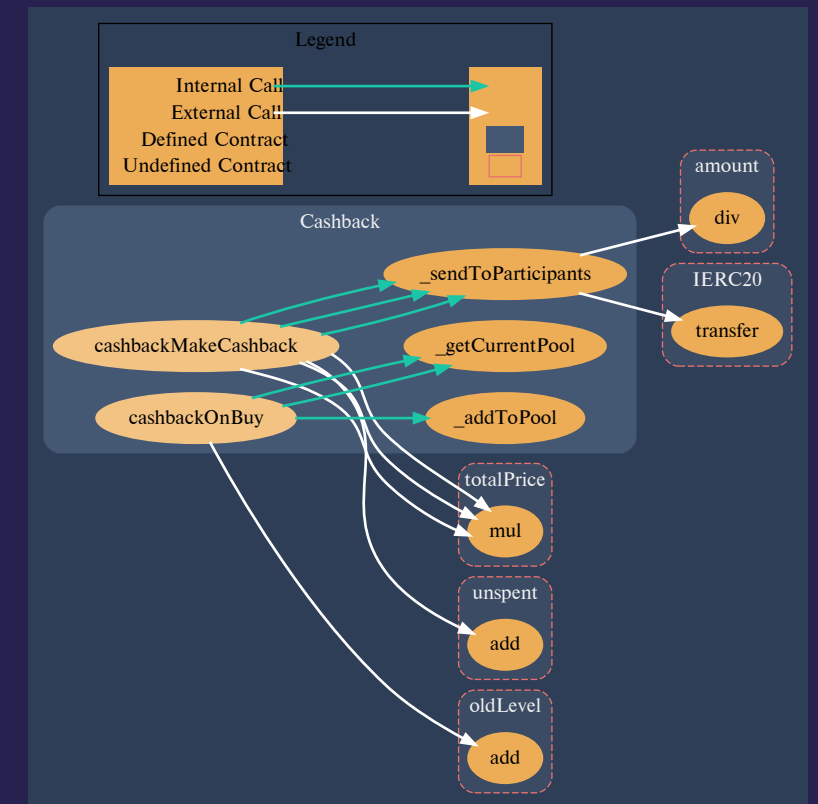 Legend
Internal Call
External Call
Defined Contract
Undefined Contract
Cashback
_sendToParticipants
cashbackMakeCashback
_getCurrentPool
cashbackOnBuy
_addToPool
amount
div
IERC20
transfer
totalPrice
mul
unspent
add
oldLevel
add